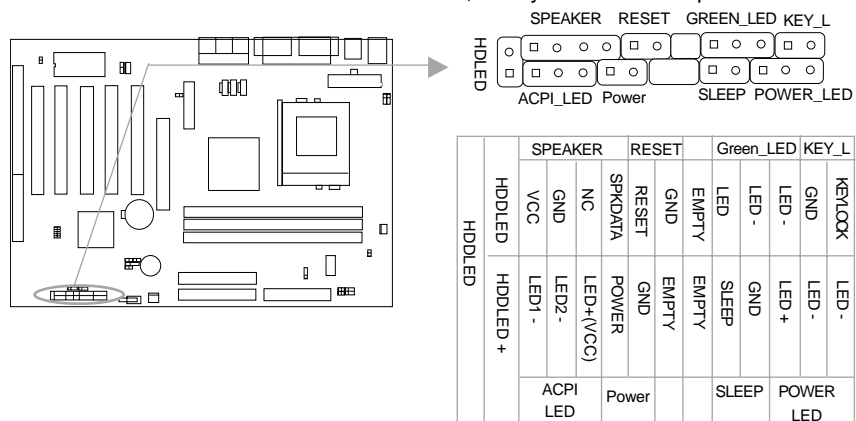 SPEAKER RESET GREEN_LED KEY_L
HDLED
ACPI_LED Power SLEEP POWER_LED
SPEAKER RESET Green_LED KEY_L
HDDLED
HDDLED VCC GND NC SPKDATA RESET GND EMPTY LED LED - LED - GND KEYLOCK
HDDLED + LED1 - LED2 - LED+(VCC) POWER GND EMPTY EMPTY SLEEP GND LED + LED - LED -
ACPI LED Power SLEEP POWER LED